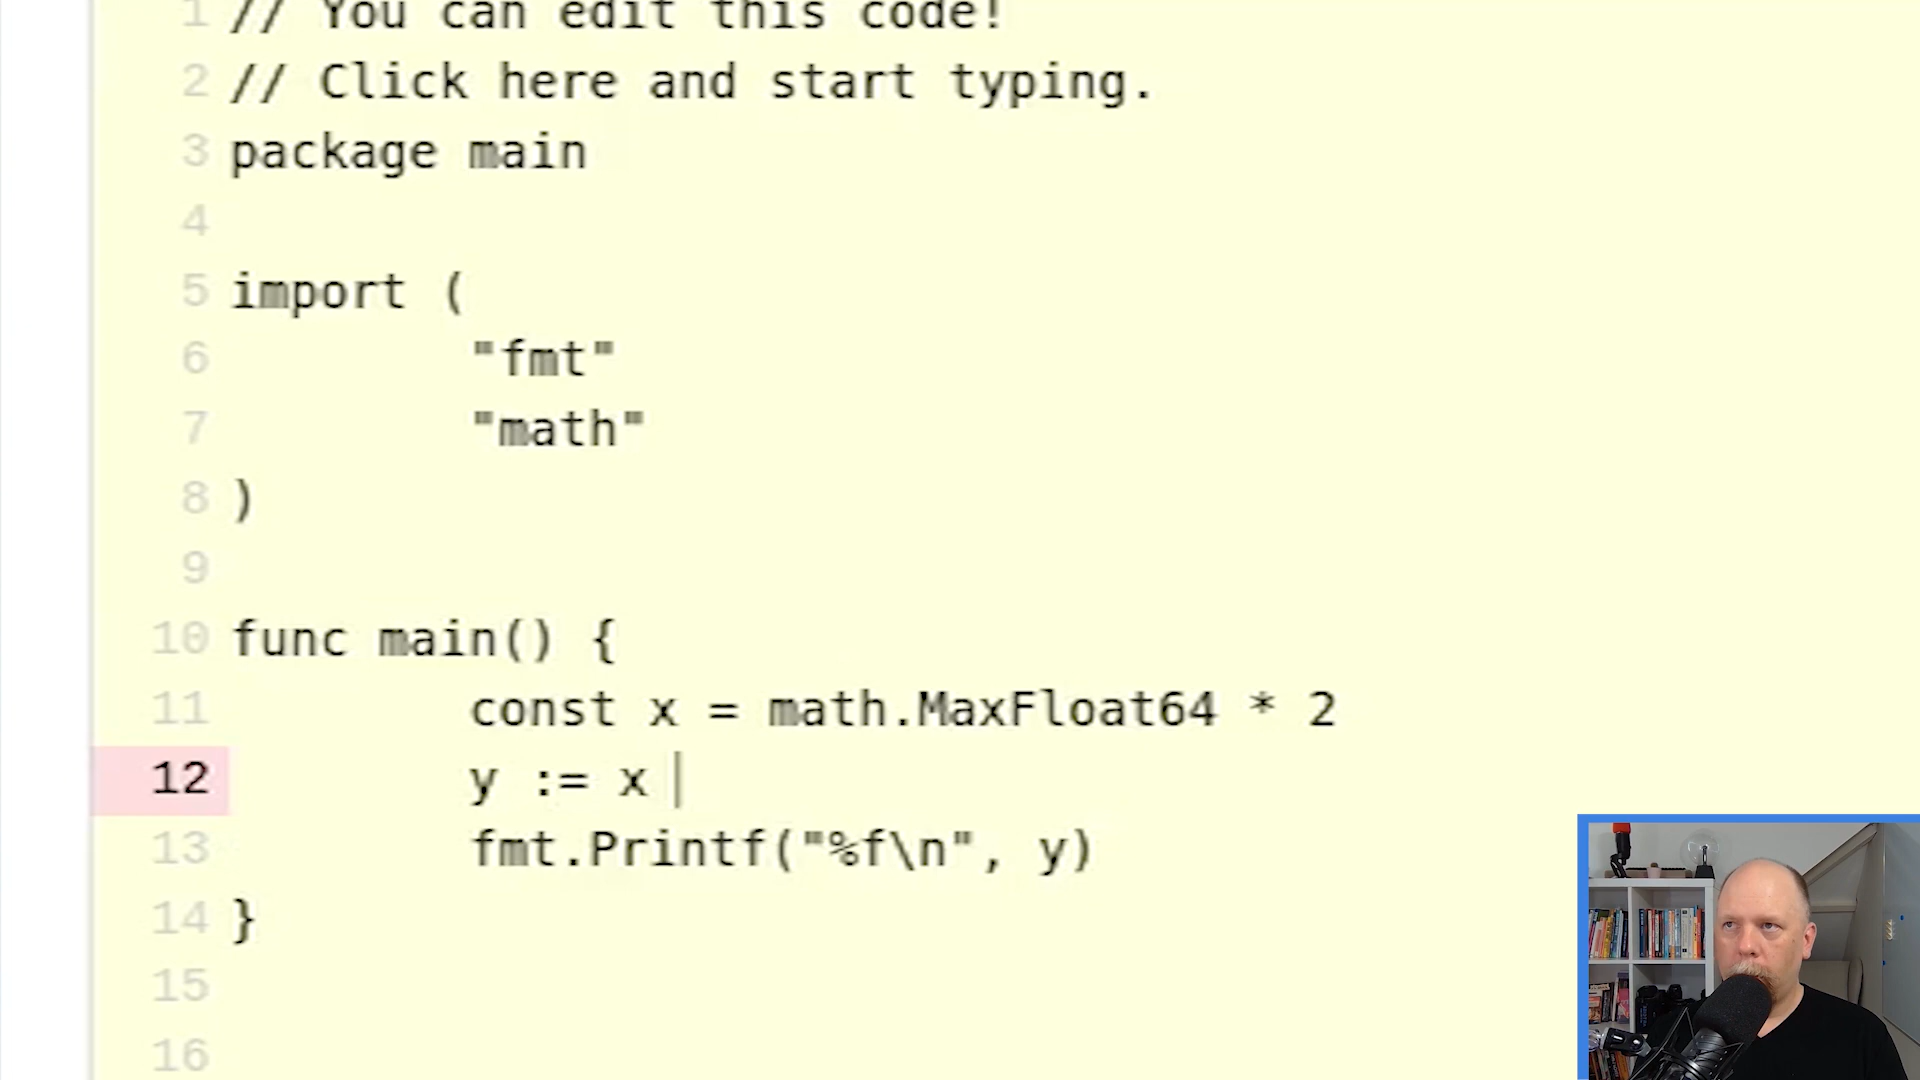 1 // You can edit this code!
2 // Click here and start typing.
3 package main
4
5 import (
6 "fmt"
7 "math"
8 )
9
10 func main() {
11 const x = math.MaxFloat64 * 2
12 y := x
13 fmt.Printf("%f\n", y)
14 }
15
16